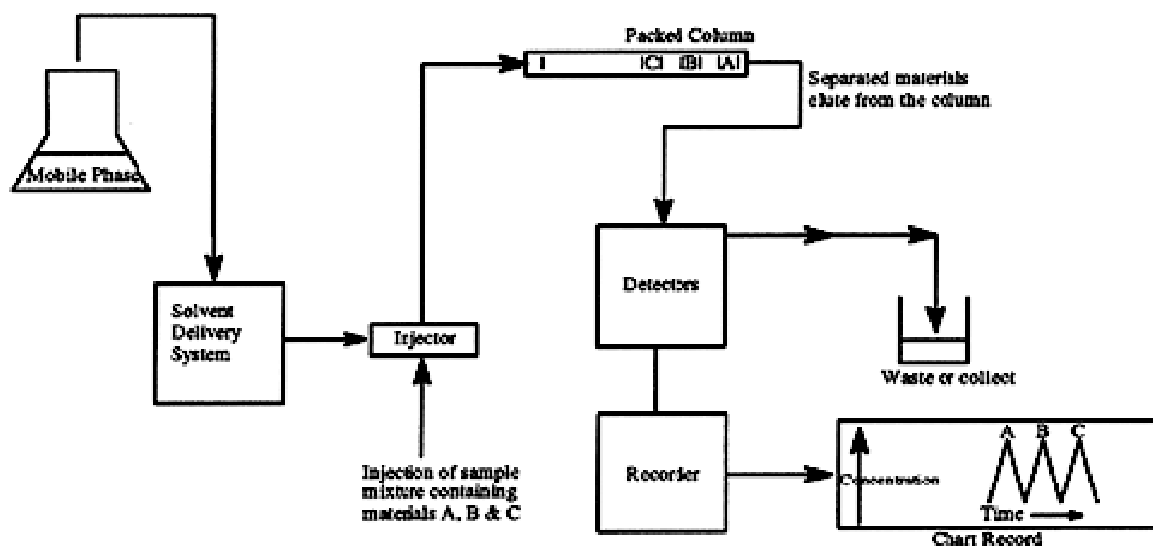 Packed Column
|C| |B| |A|
Separated materials
elute from the column
Mobile Phase
Solvent
Delivery
System
Injector
Injection of sample
mixture containing
materials A, B & C
Detectors
Waste or collect
Recorder
A B C
Concentration
Time
Chart Record